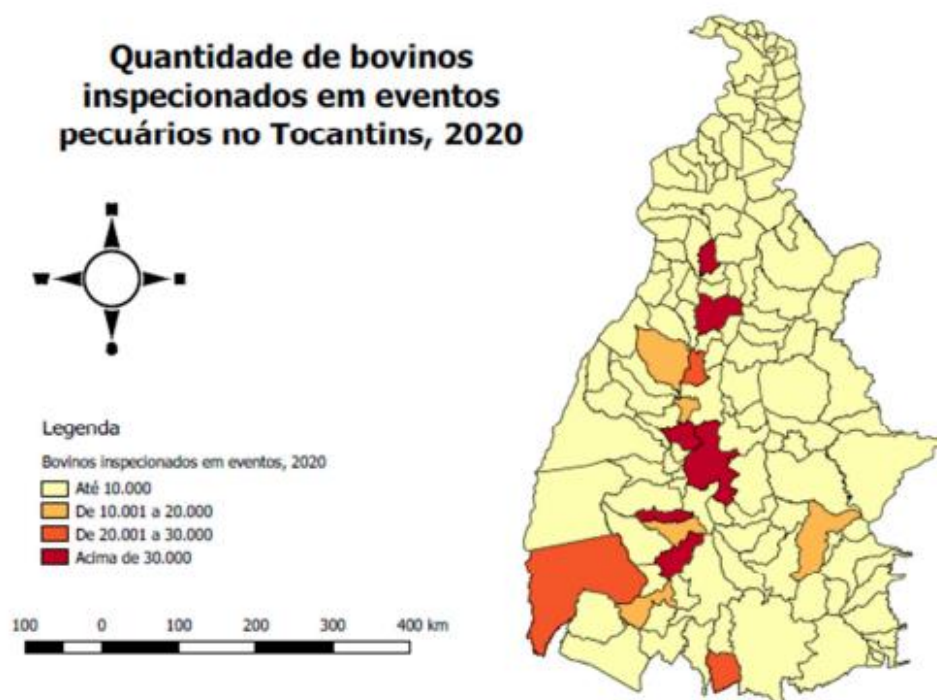 Quantidade de bovinos
inspecionados em eventos
pecuários no Tocantins, 2020
Legenda
Bovinos inspecionados em eventos, 2020
Até 10.000
De 10.001 a 20.000
De 20.001 a 30.000
Acima de 30.000
100 0 100 200 300 400 km